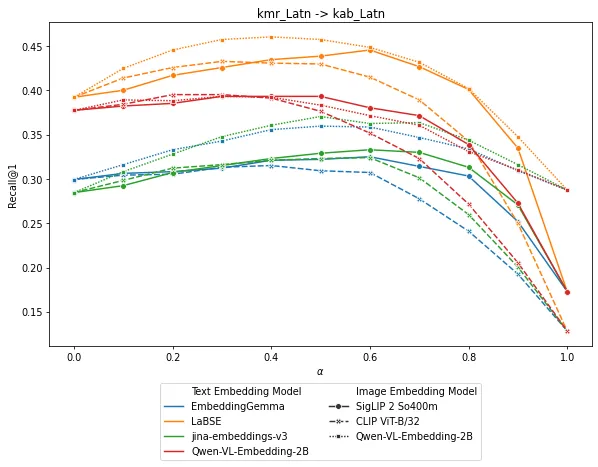 kmr_Latn -> kab_Latn
Recall@1
0.45
0.40
0.35
0.30
0.25
0.20
0.15
0.0
0.2
0.4
0.6
0.8
1.0
α
Text Embedding Model
EmbeddingGemma
LaBSE
jina-embeddings-v3
Qwen-VL-Embedding-2B
Image Embedding Model
SigLIP 2 So400m
CLIP ViT-B/32
Qwen-VL-Embedding-2B